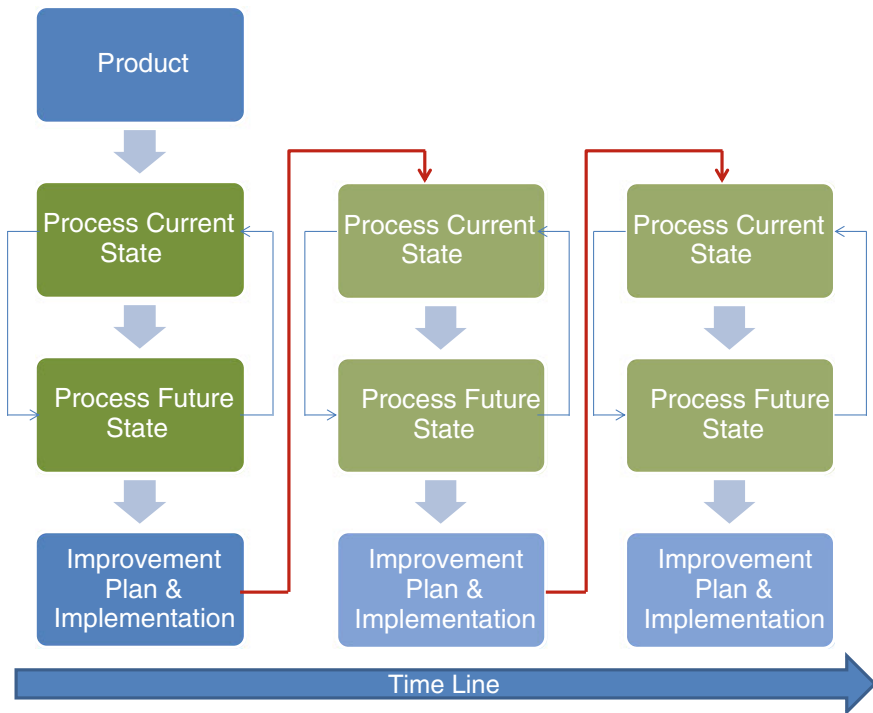 Product
Process Current
State
Process Future
State
Improvement
Plan &
Implementation
Process Current
State
Process Future
State
Improvement
Plan &
Implementation
Process Current
State
Process Future
State
Improvement
Plan &
Implementation
Time Line